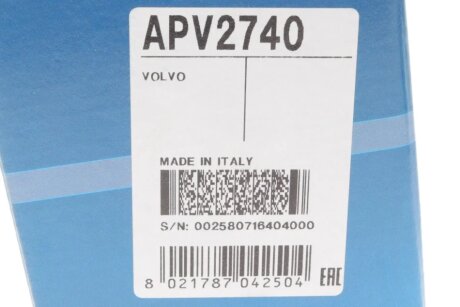 APV2740
VOLVO
MADE IN ITALY
S/N: 002580716404000
8 021787 042504
EAC